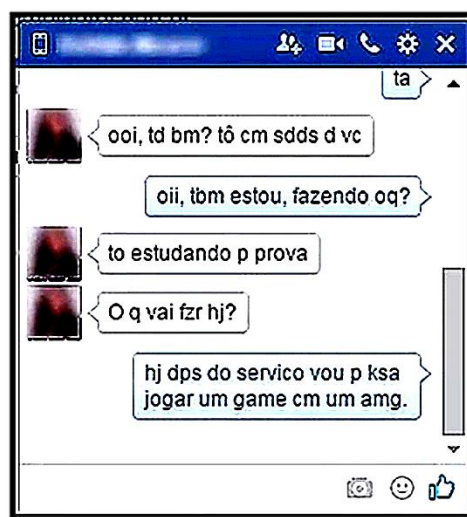 ta
ooi, td bm? tô cm sdds d vc
oii, tbm estou, fazendo oq?
to estudando p prova
O q vai fzr hj?
hj dps do servico vou p ksa
jogar um game cm um amg.